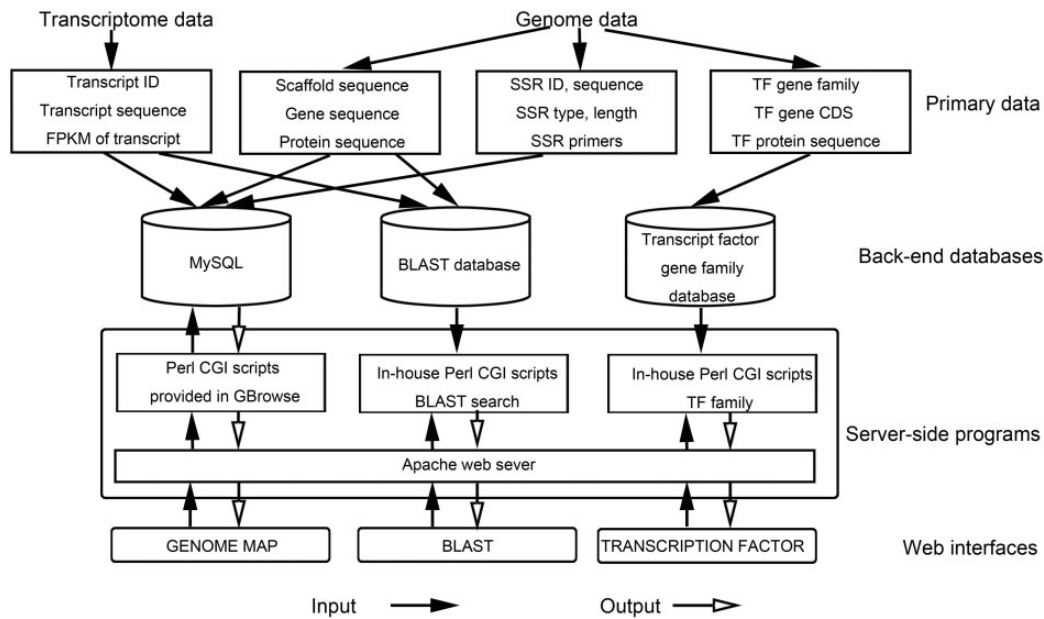 Transcriptome data
Genome data
Transcript ID
Transcript sequence
FPKM of transcript
Scaffold sequence
Gene sequence
Protein sequence
SSR ID, sequence
SSR type, length
SSR primers
TF gene family
TF gene CDS
TF protein sequence
Primary data
MySQL
BLAST database
Transcript factor
gene family
database
Back-end databases
Perl CGI scripts
provided in GBrowse
In-house Perl CGI scripts
BLAST search
In-house Perl CGI scripts
TF family
Server-side programs
Apache web sever
GENOME MAP
BLAST
TRANSCRIPTION FACTOR
Web interfaces
Input
Output